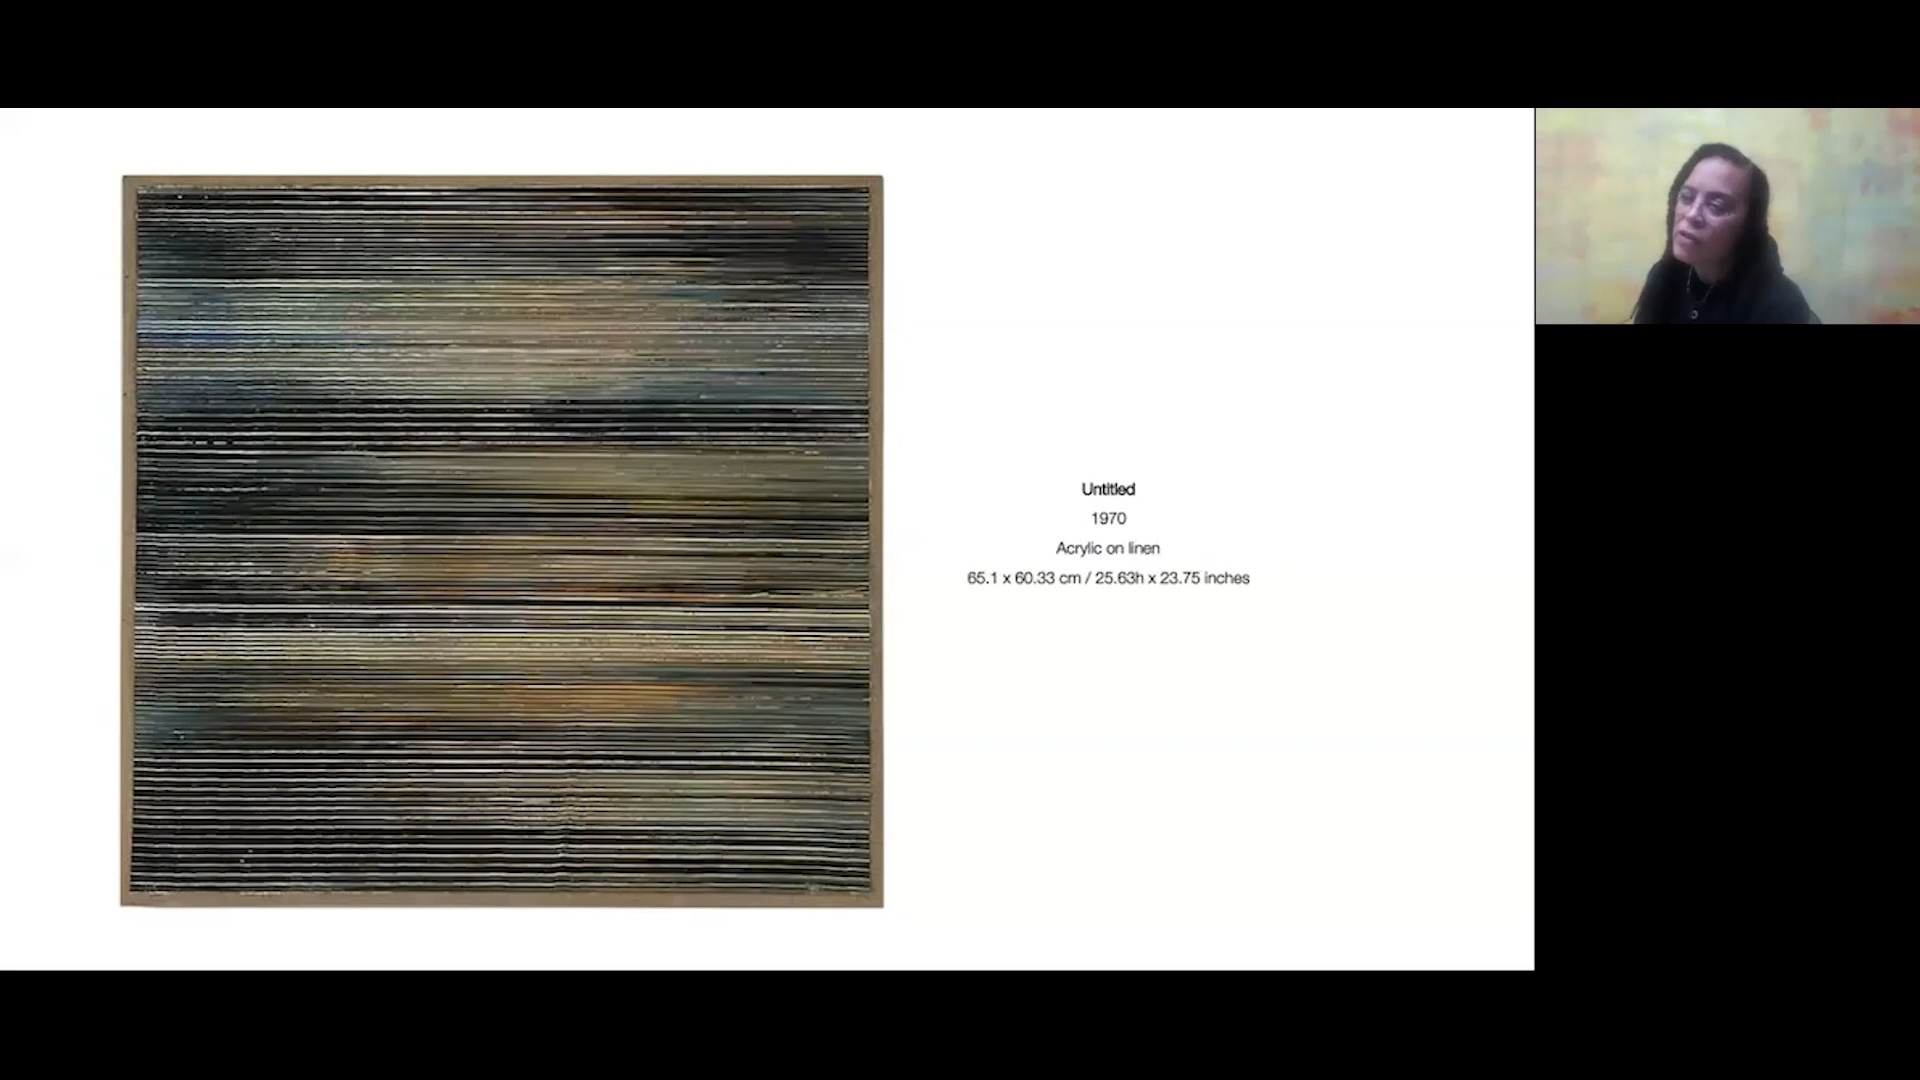 Untitled
1970
Acrylic on linen
65.1 x 60.33 cm / 25.63h x 23.75 inches